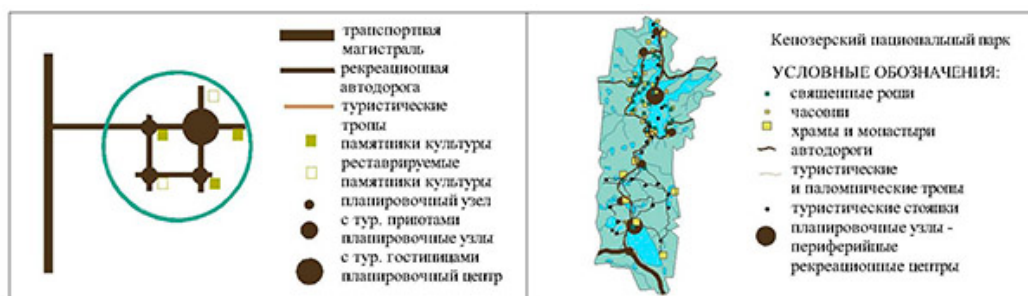 транспортная
магистраль
рекреационная
автодорога
туристические
тропы
памятники культуры
реставрируемые
памятники культуры
планировочный узел
с тур. приютами
планировочные узлы
с тур. гостиницами
планировочный центр
Кенозерский национальный парк
УСЛОВНЫЕ ОБОЗНАЧЕНИЯ:
священные рощи
часовни
храмы и монастыри
автодороги
туристические
и паломнические тропы
туристические стоянки
планировочные узлы -
периферийные
рекреационные центры